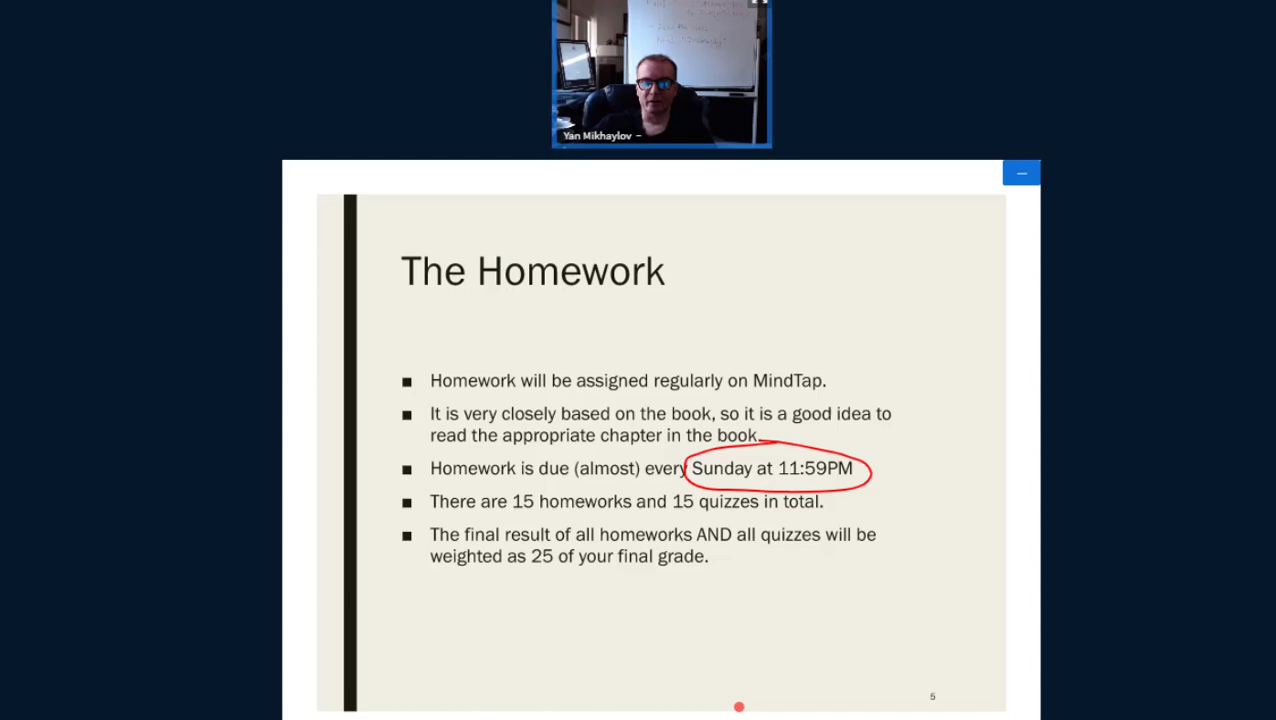 Yan Mikhaylov
The Homework
Homework will be assigned regularly on MindTap.
It is very closely based on the book, so it is a good idea to
read the appropriate chapter in the book.
Homework is due (almost) every Sunday at 11:59PM
There are 15 homeworks and 15 quizzes in total.
The final result of all homeworks AND all quizzes will be
weighted as 25 of your final grade.
5